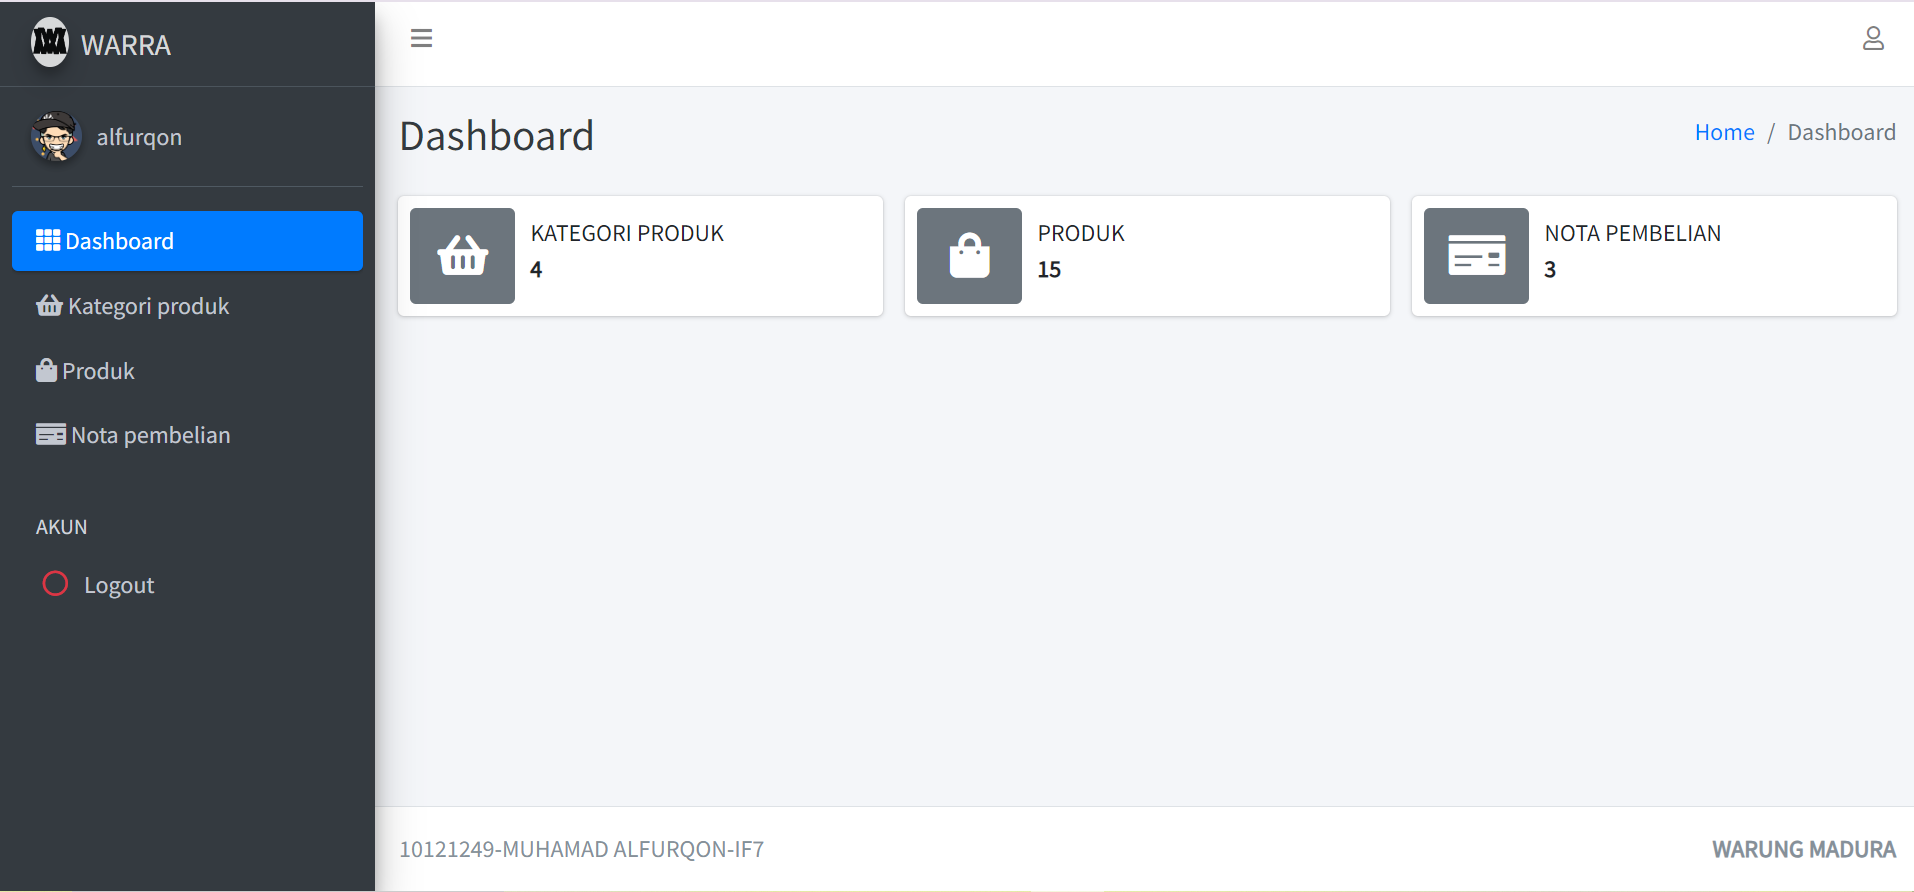 WARRA
alfurqon
Dashboard
Kategori produk
Produk
Nota pembelian
AKUN
Logout
Dashboard
Home / Dashboard
KATEGORI PRODUK
4
PRODUK
15
NOTA PEMBELIAN
3
10121249-MUHAMAD ALFURQON-IF7
WARUNG MADURA